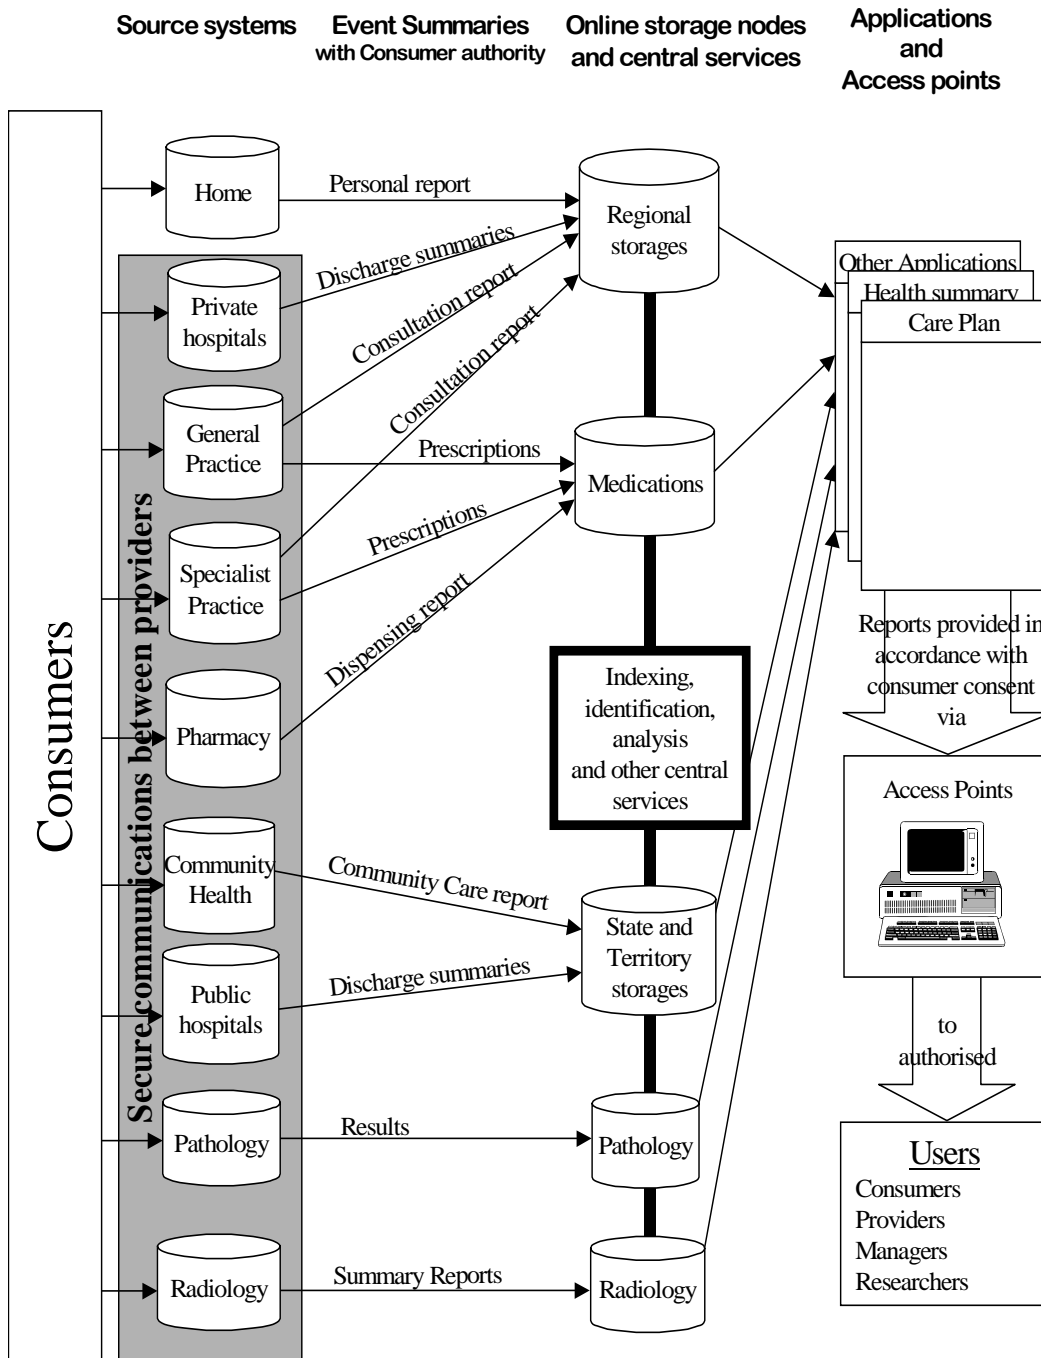 Source systems
Event Summaries
with Consumer authority
Online storage nodes
and central services
Applications
and
Access points
Consumers
Secure communications between providers
Home
Private
hospitals
General
Practice
Specialist
Practice
Pharmacy
Community
Health
Public
hospitals
Pathology
Radiology
Personal report
Discharge summaries
Consultation report
Consultation report
Prescriptions
Prescriptions
Dispensing report
Community Care report
Discharge summaries
Results
Summary Reports
Regional
storages
Medications
Indexing,
identification,
analysis
and other central
services
State and
Territory
storages
Pathology
Radiology
Other Applications
Health summary
Care Plan
Reports provided in
accordance with
consumer consent
via
Access Points
to
authorised
Users
Consumers
Providers
Managers
Researchers